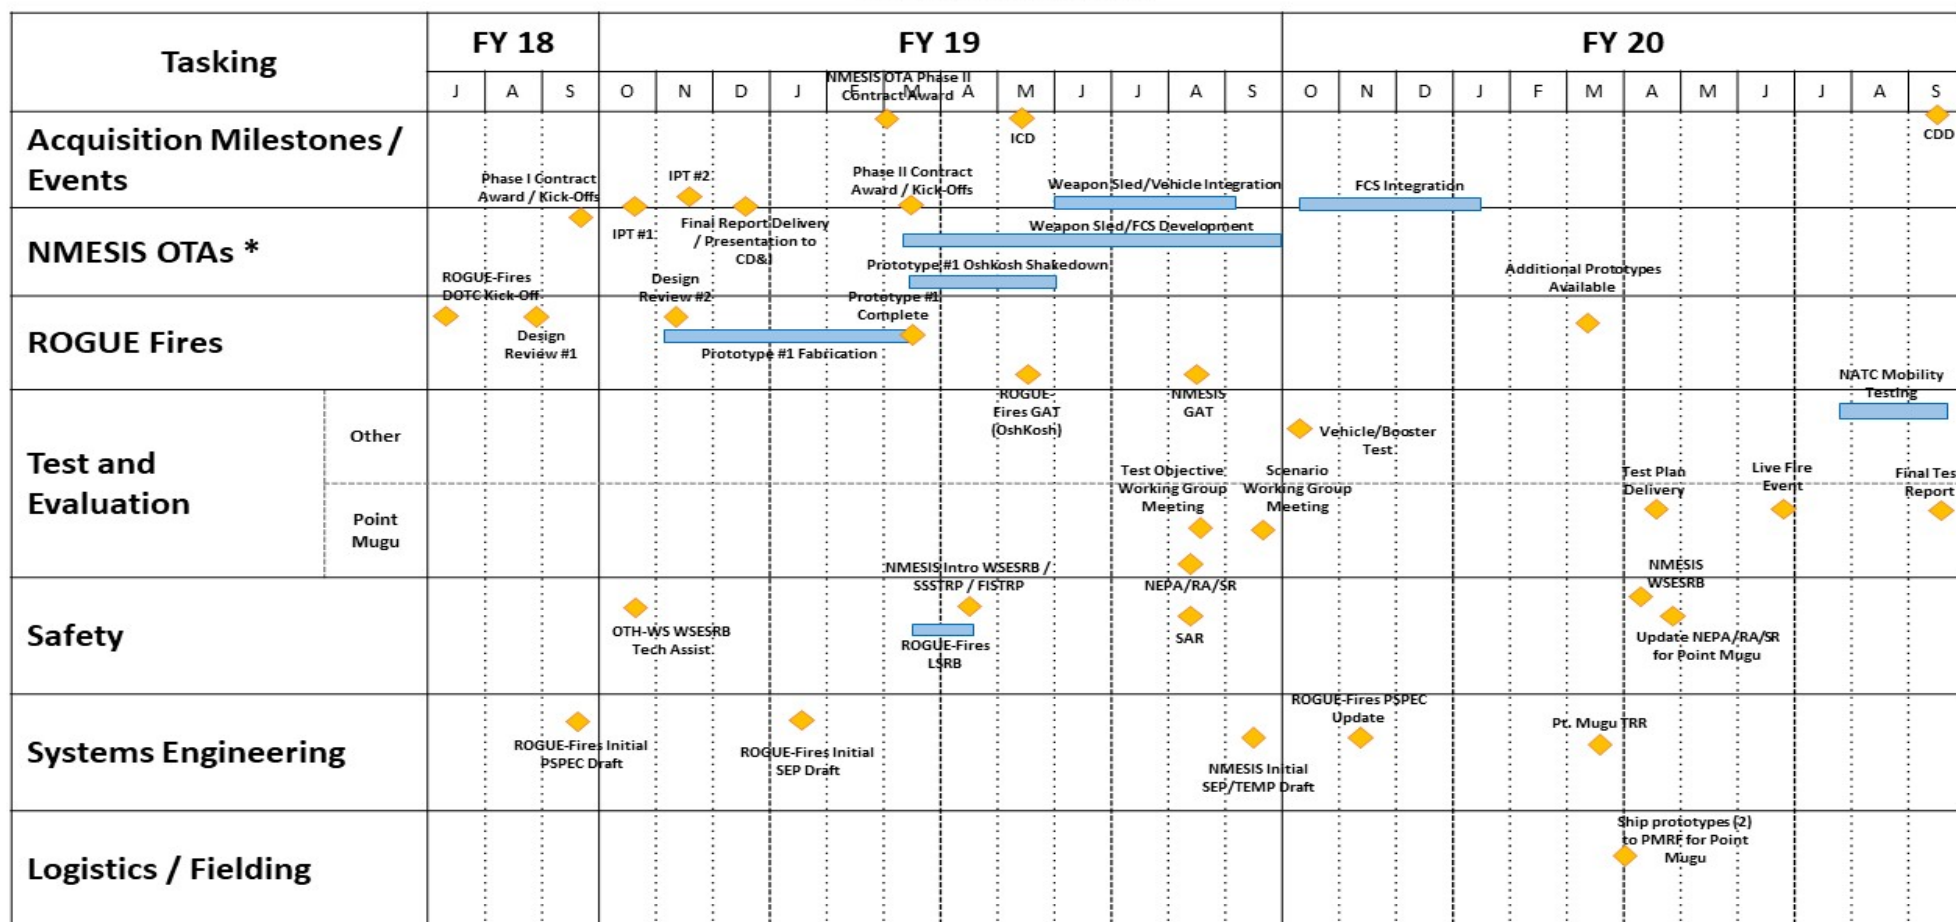 Tasking
FY 18
FY 19
FY 20
J A S O N D J F M A M J J A S O N D J F M A M J J A S
Acquisition Milestones /
Events
NMESIS OTA Phase II
Contract Award
ICD
CDD
Phase I Contract
Award / Kick-Offs
IPT #2
Phase II Contract
Award / Kick-Offs
Weapon Sled/Vehicle Integration
FCS Integration
NMESIS OTAs *
IPT #1
Final Report Delivery
/ Presentation to
CD&I
Weapon Sled/FCS Development
Prototype #1 Oshkosh Shakedown
ROGUE Fires
ROGUE-Fires
DOTC Kick-Off
Design
Review #1
Design
Review #2
Prototype #1
Complete
Prototype #1 Fabrication
Additional Prototypes
Available
Test and
Evaluation
Other
ROGUE-
Fires GAT
(OshKosh)
NMESIS
GAT
Vehicle/Booster
Test
NATC Mobility
Testing
Point
Mugu
Test Objective
Working Group
Meeting
Scenario
Working Group
Meeting
Test Plan
Delivery
Live Fire
Event
Final Tes
Report
Safety
OTH-WS WSESRB
Tech Assist
NMESIS Intro WSESRB /
SSSTRP / FISTRP
ROGUE-Fires
LSRB
NEPA/RA/SR
SAR
NMESIS
WSESRB
Update NEPA/RA/SR
for Point Mugu
Systems Engineering
ROGUE-Fires Initial
PSPEC Draft
ROGUE-Fires Initial
SEP Draft
NMESIS Initial
SEP/TEMP Draft
ROGUE-Fires PSPEC
Update
Pt. Mugu TRR
Logistics / Fielding
Ship prototypes (2)
to PMRF for Point
Mugu